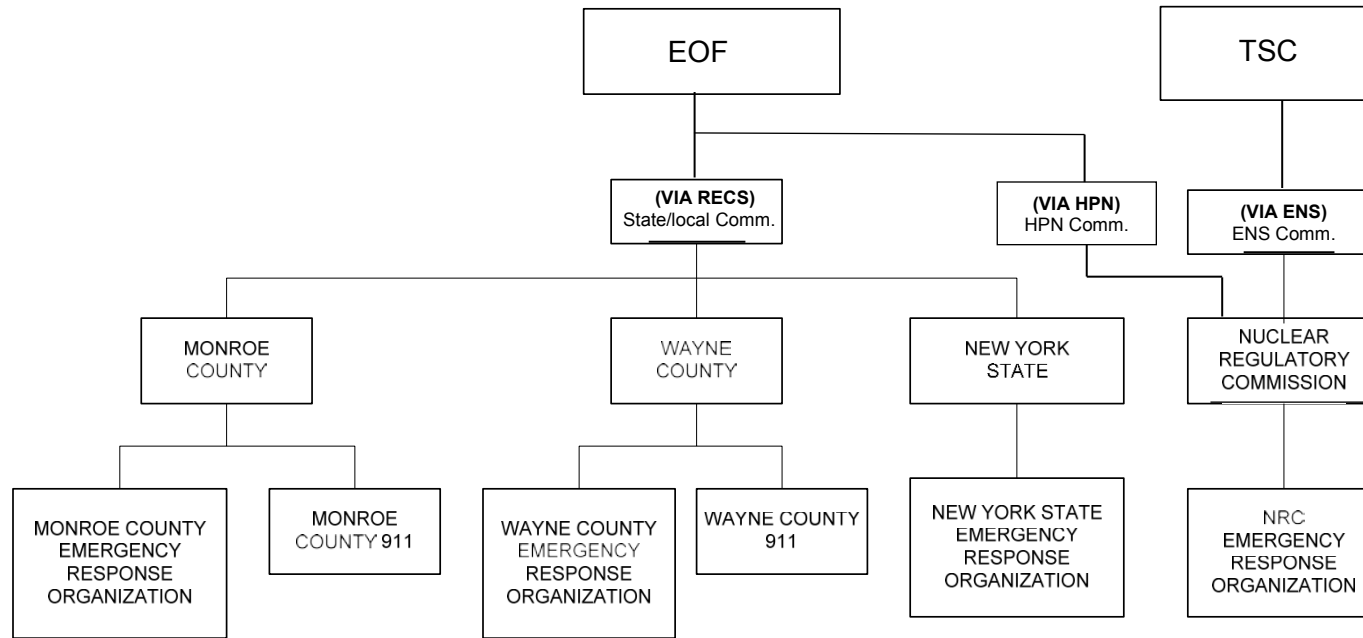 EOF
TSC
(VIA RECS)
State/local Comm.
(VIA HPN)
HPN Comm.
(VIA ENS)
ENS Comm.
MONROE
COUNTY
WAYNE
COUNTY
NEW YORK
STATE
NUCLEAR
REGULATORY
COMMISSION
MONROE COUNTY
EMERGENCY
RESPONSE
ORGANIZATION
MONROE
COUNTY 911
WAYNE COUNTY
EMERGENCY
RESPONSE
ORGANIZATION
WAYNE COUNTY
911
NEW YORK STATE
EMERGENCY
RESPONSE
ORGANIZATION
NRC
EMERGENCY
RESPONSE
ORGANIZATION